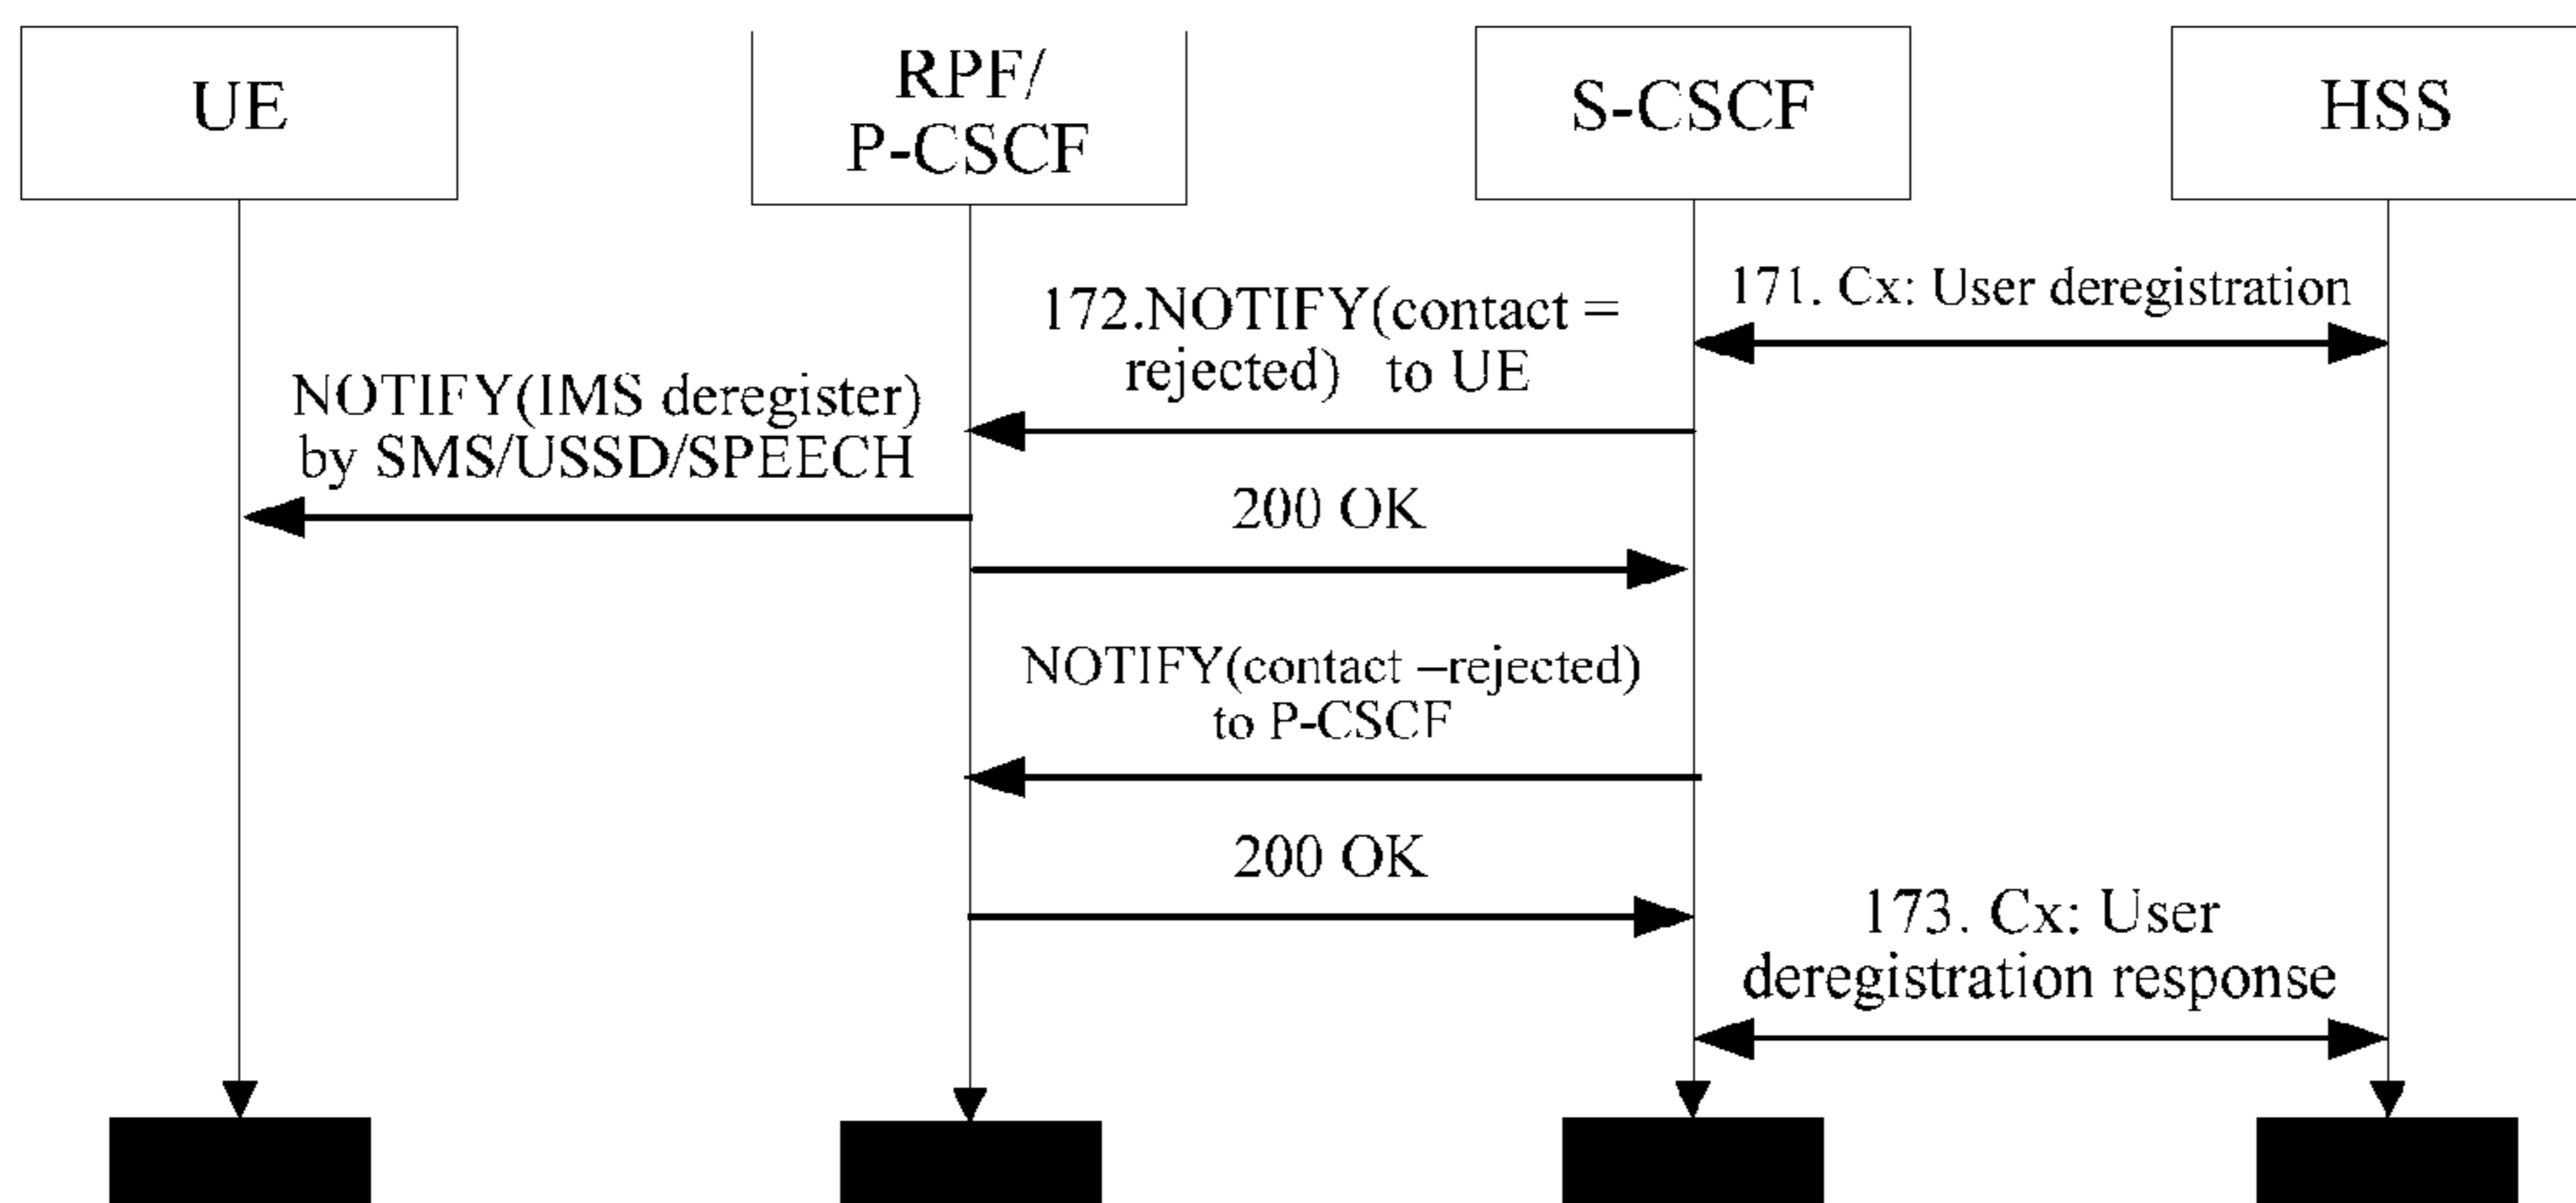 UE
RPF/
P-CSCF
S-CSCF
HSS
171. Cx: User deregistration
172.NOTIFY(contact =
rejected) to UE
NOTIFY(IMS deregister)
by SMS/USSD/SPEECH
200 OK
NOTIFY(contact –rejected)
to P-CSCF
200 OK
173. Cx: User
deregistration response